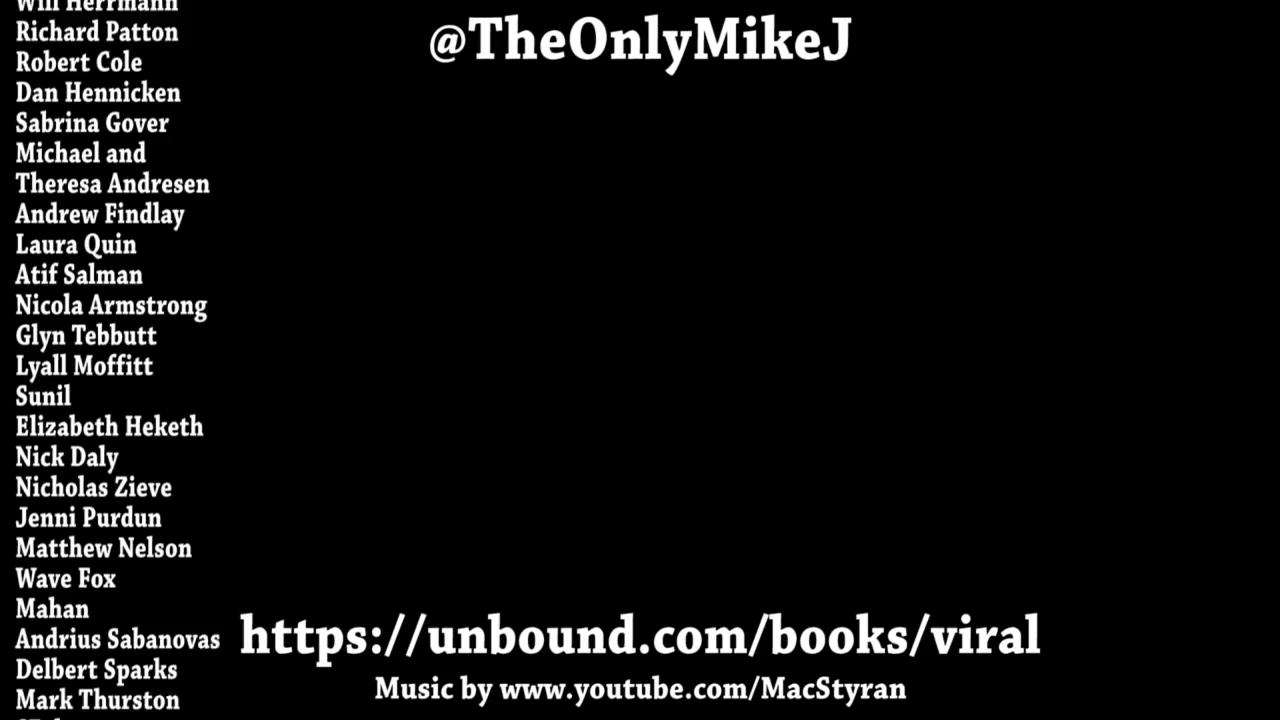 Will Herrmann
Richard Patton
Robert Cole
Dan Hennicken
Sabrina Gover
Michael and
Theresa Andresen
Andrew Findlay
Laura Quin
Atif Salman
Nicola Armstrong
Glyn Tebbutt
Lyall Moffitt
Sunil
Elizabeth Heketh
Nick Daly
Nicholas Zieve
Jenni Purdun
Matthew Nelson
Wave Fox
Mahan
Andrius Sabanovas
Delbert Sparks
Mark Thurston
@TheOnlyMikeJ
https://unbound.com/books/viral
Music by www.youtube.com/MacStyran